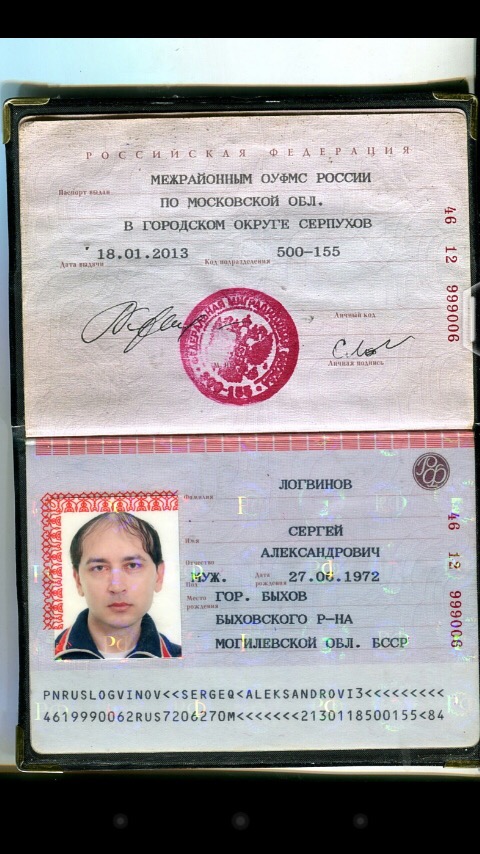 РОССИЙСКАЯ ФЕДЕРАЦИЯ
Паспорт выдан МЕЖРАЙОННЫМ ОУФМС РОССИИ
ПО МОСКОВСКОЙ ОБЛ.
В ГОРОДСКОМ ОКРУГЕ СЕРПУХОВ
Дата выдачи 18.01.2013 Код подразделения 500-155
Личный код
Личная подпись
46 12 999006
Фамилия ЛОГВИНОВ
Имя СЕРГЕЙ
Отчество АЛЕКСАНДРОВИЧ
Пол МУЖ. Дата рождения 27.06.1972
Место рождения ГОР. БЫХОВ
БЫХОВСКОГО Р-НА
МОГИЛЕВСКОЙ ОБЛ. БССР
46 12 999006
PNRUSLOGVINOV<<SERGEQ<ALEKSANDROVI3<<<<<<<<<
4619990062RUS7206270M<<<<<<<2130118500155<84